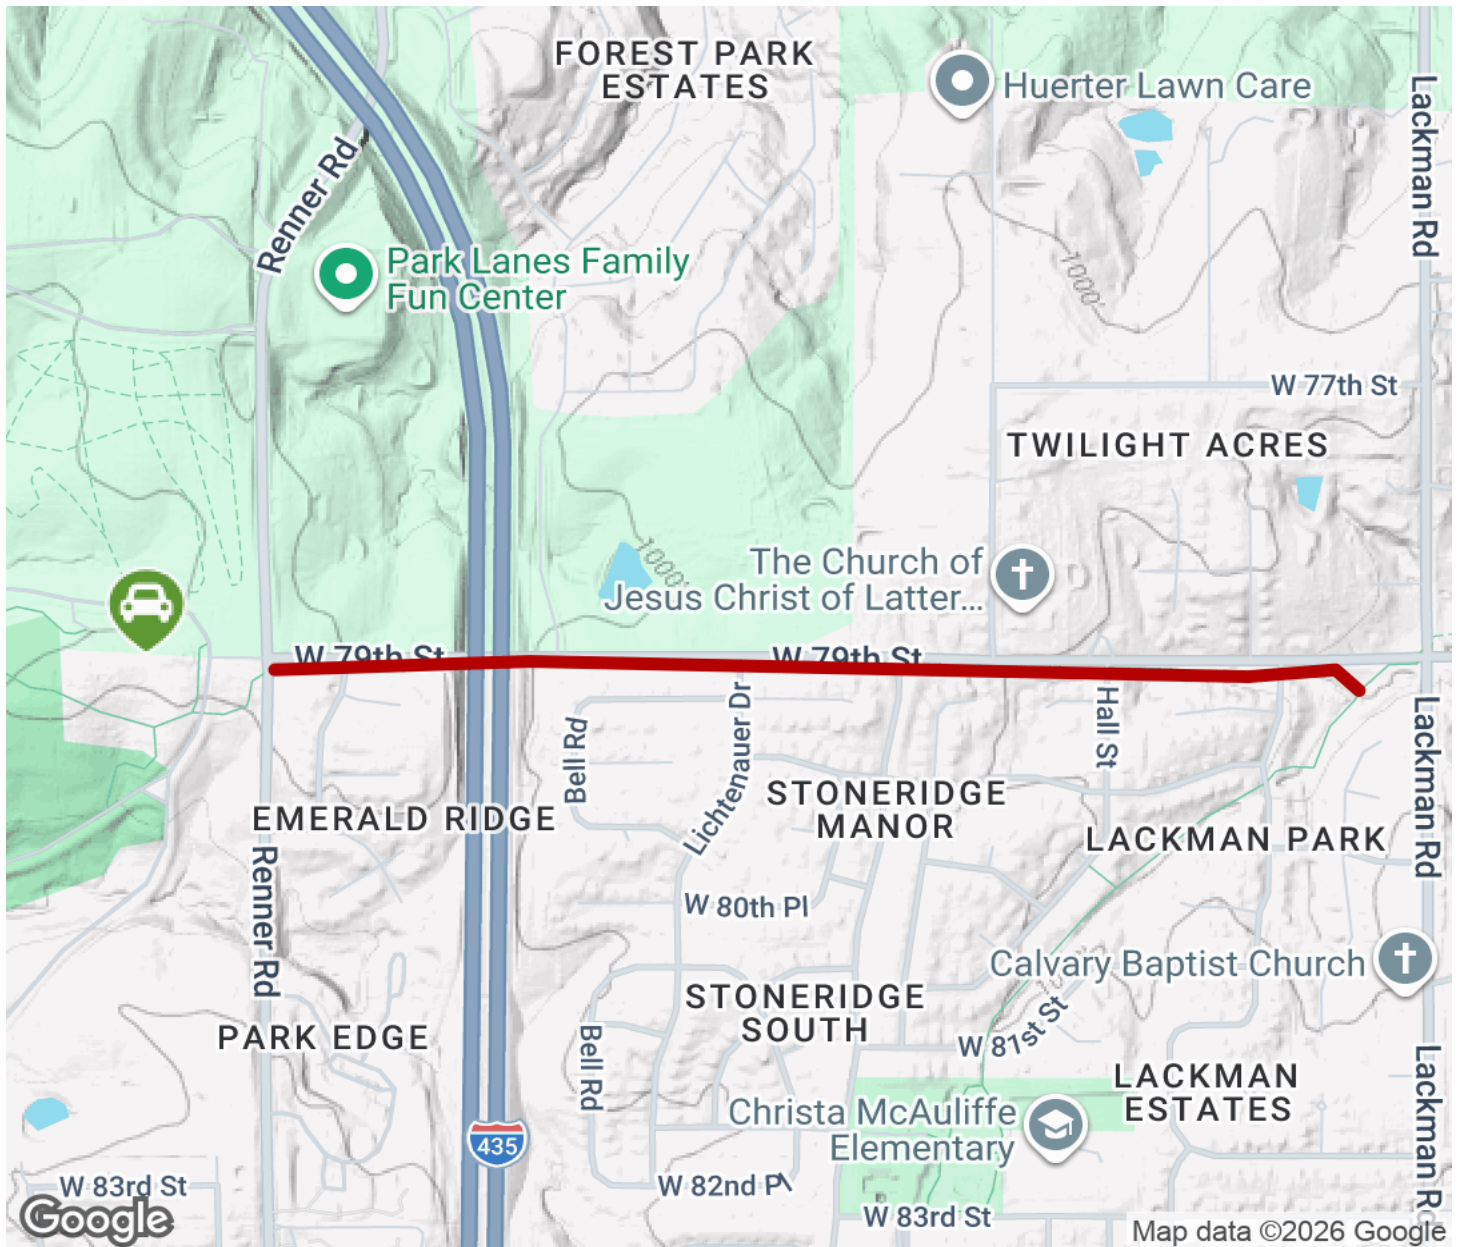 FOREST PARK
ESTATES
Huerter Lawn Care
Lackman Rd
Renner Rd
Park Lanes Family
Fun Center
1000'
W 77th St
TWILIGHT ACRES
1000'
The Church of
Jesus Christ of Latter...
W 79th St
W 79th St
Hall St
Lackman Rd
Bell Rd
Lichtenauer Dr
STONERIDGE
MANOR
EMERALD RIDGE
LACKMAN PARK
Renner Rd
W 80th Pl
Calvary Baptist Church
STONERIDGE
SOUTH
PARK EDGE
W 81st St
Bell Rd
LACKMAN
ESTATES
Lackman Rd
Christa McAuliffe
Elementary
435
W 83rd St
W 82nd Pl
W 83rd St
Google
Map data ©2026 Google